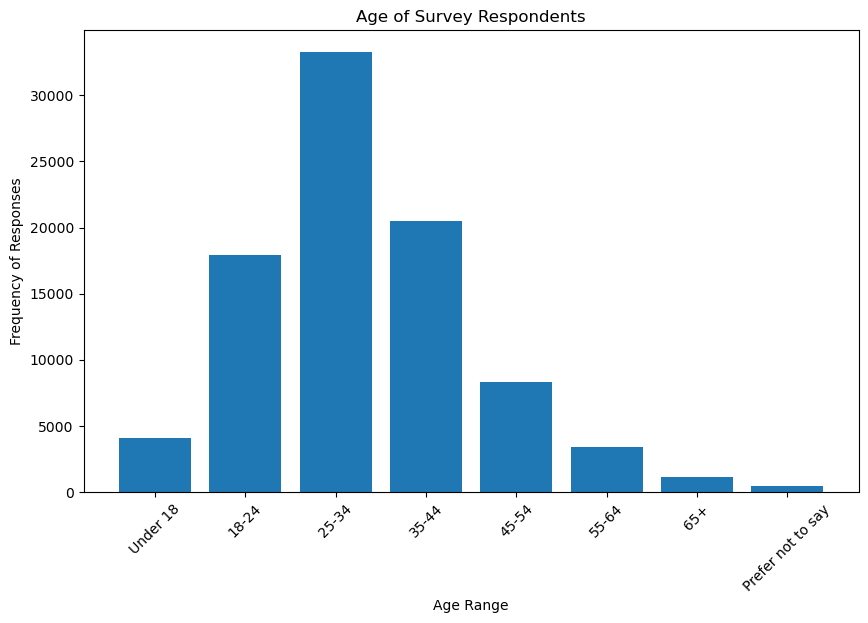 Age of Survey Respondents
Frequency of Responses
30000
25000
20000
15000
10000
5000
0
Under 18
18-24
25-34
35-44
45-54
55-64
65+
Prefer not to say
Age Range